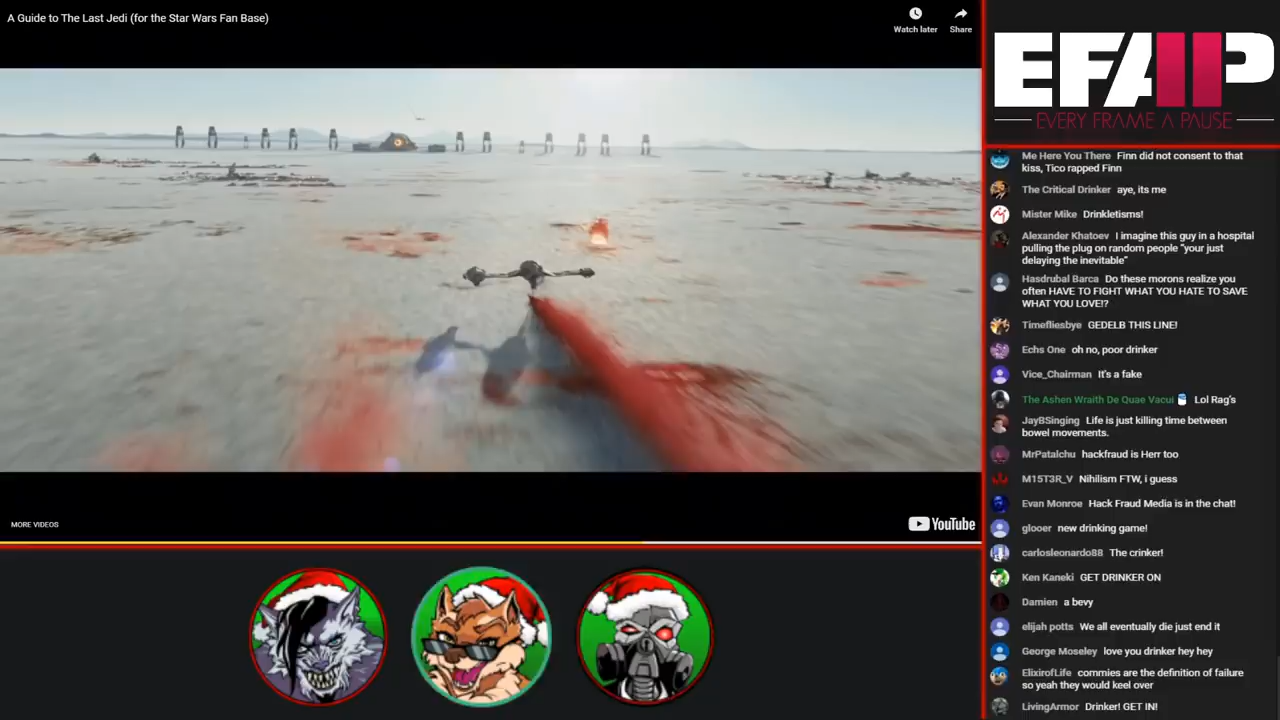 A Guide to The Last Jedi (for the Star Wars Fan Base)
Watch later
Share
MORE VIDEOS
YouTube
EFAP
EVERY FRAME A PAUSE
Me Here You There Finn did not consent to that
kiss, Tico rapped Finn
The Critical Drinker aye, its me
Mister Mike Drinkletisms!
Alexander Khatoev I imagine this guy in a hospital
pulling the plug on random people "your just
delaying the inevitable"
Hasdrubal Barca Do these morons realize you
often HAVE TO FIGHT WHAT YOU HATE TO SAVE
WHAT YOU LOVE!?
Timefliesbye GEDELB THIS LINE!
Echs One oh no, poor drinker
Vice_Chairman It's a fake
The Ashen Wraith De Quae Vacui Lol Rag's
JayBSinging Life is just killing time between
bowel movements.
MrPatalchu hackfraud is Herr too
M15T3R_V Nihilism FTW, i guess
Evan Monroe Hack Fraud Media is in the chat!
glooer new drinking game!
carlosleonardo88 The crinker!
Ken Kaneki GET DRINKER ON
Damien a bevy
elijah potts We all eventually die just end it
George Moseley love you drinker hey hey
ElixirofLife commies are the definition of failure
so yeah they would keel over
LivingArmor Drinker! GET IN!